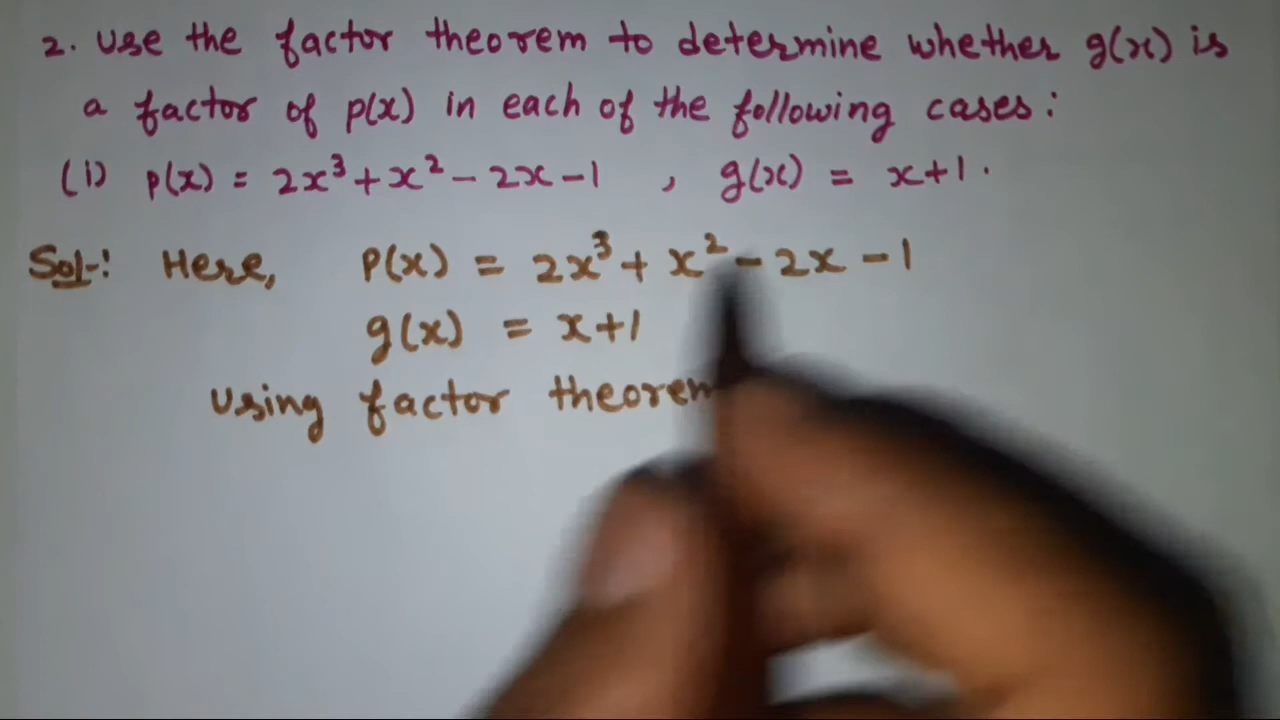 2. Use the factor theorem to determine whether g(x) is
a factor of p(x) in each of the following cases:
(i) p(x) = 2x³+x²-2x-1 , g(x) = x+1.
Sol-: Here, p(x) = 2x³+x²-2x-1
g(x) = x+1
Using factor theorem